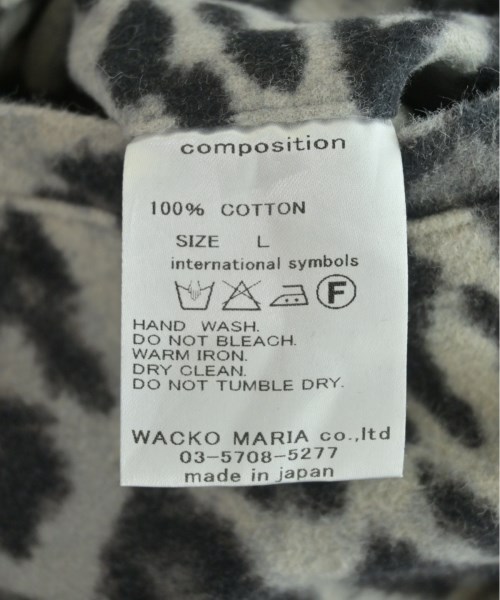 composition
100% COTTON
SIZE L
international symbols
F
HAND WASH.
DO NOT BLEACH.
WARM IRON.
DRY CLEAN.
DO NOT TUMBLE DRY.
WACKO MARIA co.,ltd
03-5708-5277
made in japan